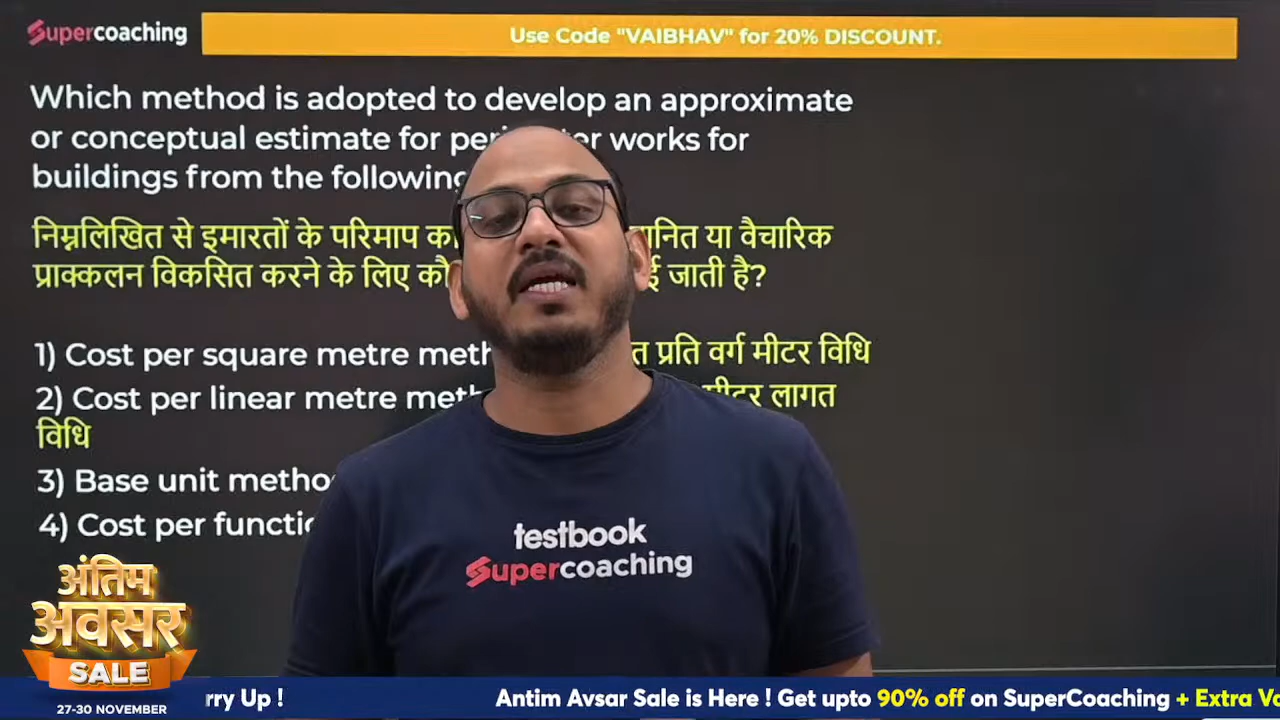 Supercoaching
Use Code "VAIBHAV" for 20% DISCOUNT.
Which method is adopted to develop an approximate
or conceptual estimate for works for
buildings from the following
निम्नलिखित से इमारतों के परिमाप या वैचारिक
प्राक्कलन विकसित करने के लिए जाती है?
1) Cost per square metre प्रति वर्ग मीटर विधि
2) Cost per linear metre लागत
विधि
3) Base unit
4) Cost per
testbook
Supercoaching
अंतिम
अवसर
SALE
27-30 NOVEMBER
Up !
Antim Avsar Sale is Here ! Get upto 90% off on SuperCoaching + Extra